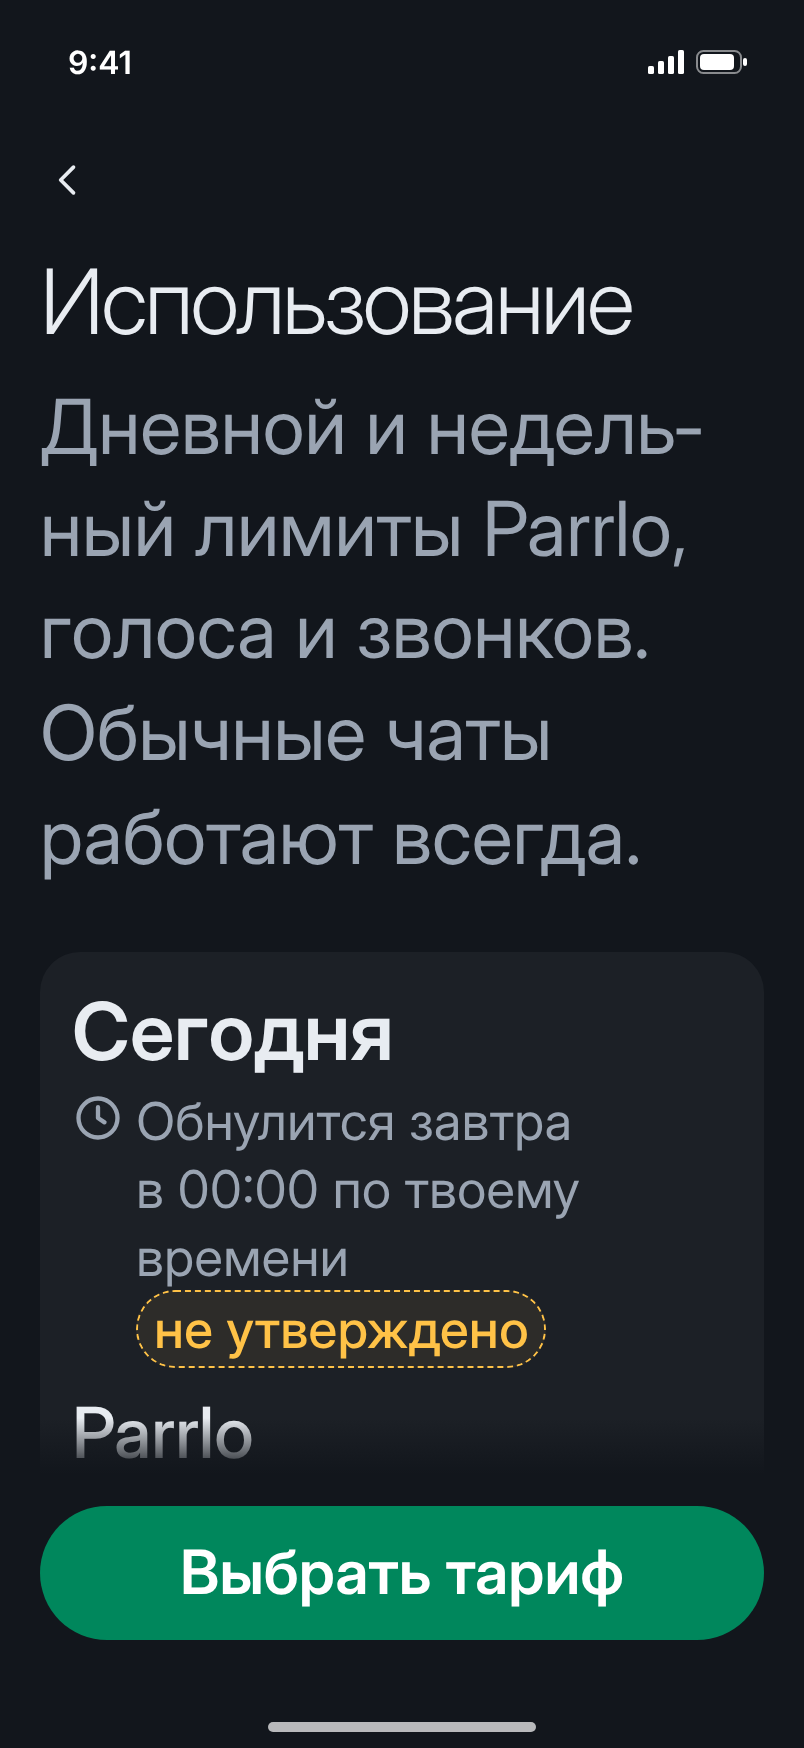 9:41
Использование
Дневной и недель-
ный лимиты Parrlo,
голоса и звонков.
Обычные чаты
работают всегда.
Сегодня
Обнулится завтра
в 00:00 по твоему
времени
не утверждено
Parrlo
Выбрать тариф